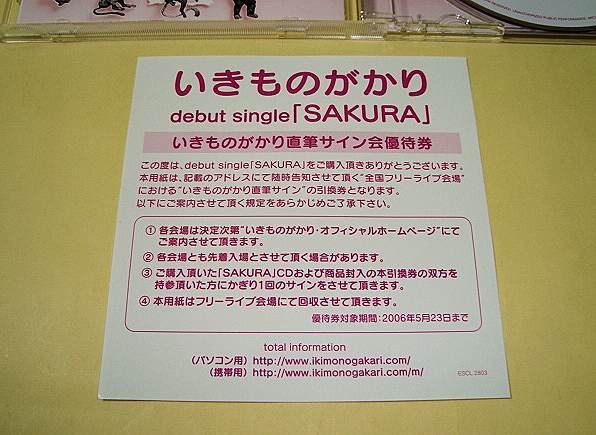 いきものがかり
debut single「SAKURA」
いきものがかり直筆サイン会優待券
この度は、debut single「SAKURA」をご購入頂きありがとうございます。
本用紙は、記載のアドレスにて随時告知させて頂く"全国フリーライブ会場"
における"いきものがかり直筆サイン"の引換券となります。
以下にご案内させて頂く規定をあらかじめご了承下さい。
① 各会場は決定次第"いきものがかり・オフィシャルホームページ"にて
ご案内させて頂きます。
② 各会場とも先着入場とさせて頂く場合があります。
③ ご購入頂いた「SAKURA」CDおよび商品封入の本引換券の双方を
持参頂いた方にかぎり1回のサインをさせて頂きます。
④ 本用紙はフリーライブ会場にて回収させて頂きます。
優待券対象期間：2006年5月23日まで
total information
（パソコン用）http://www.ikimonogakari.com/
（携帯用）http://www.ikimonogakari.com/m/
ESCL 2803